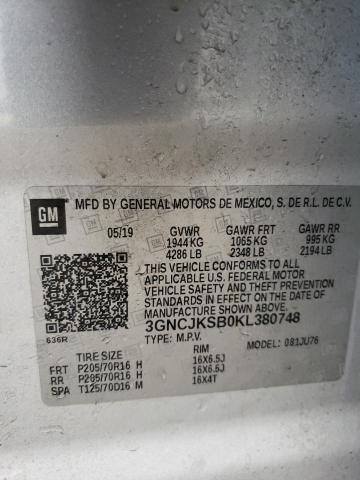 GM MFD BY GENERAL MOTORS DE MEXICO, S. DE R.L. DE C.V.
05/19 GVWR GAWR FRT GAWR RR
1944 KG 1065 KG 995 KG
4286 LB 2348 LB 2194 LB
THIS VEHICLE CONFORMS TO ALL APPLICABLE
U.S. FEDERAL MOTOR VEHICLE SAFETY AND
THEFT PREVENTION STANDARDS IN EFFECT ON THE DATE OF
MANUFACTURE SHOWN ABOVE.
3GNCJKSB0KL380748
636R TYPE: M.P.V. 081JU76
TIRE SIZE RIM
FRT P205/70R16 H 16X6.5J
RR P205/70R16 H 16X6.5J
SPA T125/70D16 M 16X4T